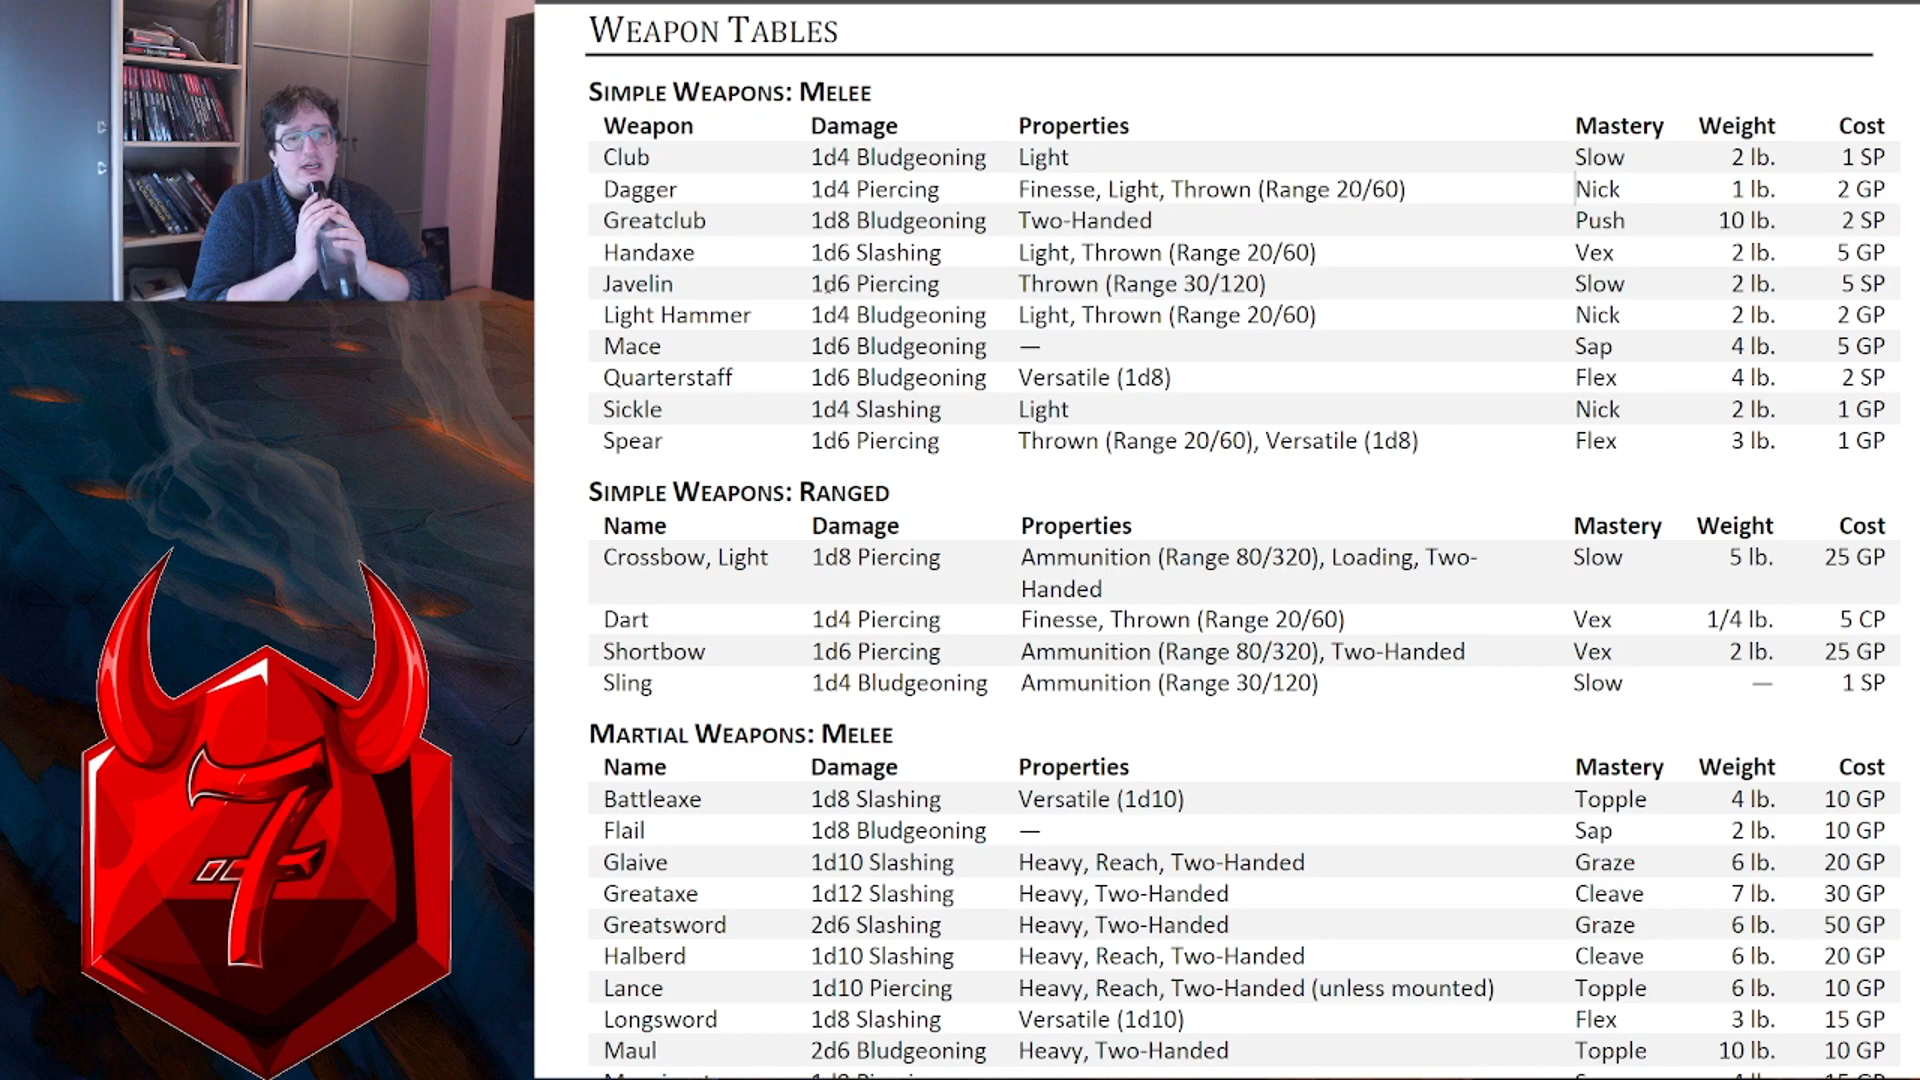 WEAPON TABLES
SIMPLE WEAPONS: MELEE
Weapon Damage Properties Mastery Weight Cost
Club 1d4 Bludgeoning Light Slow 2 lb. 1 SP
Dagger 1d4 Piercing Finesse, Light, Thrown (Range 20/60) Nick 1 lb. 2 GP
Greatclub 1d8 Bludgeoning Two-Handed Push 10 lb. 2 SP
Handaxe 1d6 Slashing Light, Thrown (Range 20/60) Vex 2 lb. 5 GP
Javelin 1d6 Piercing Thrown (Range 30/120) Slow 2 lb. 5 SP
Light Hammer 1d4 Bludgeoning Light, Thrown (Range 20/60) Nick 2 lb. 2 GP
Mace 1d6 Bludgeoning — Sap 4 lb. 5 GP
Quarterstaff 1d6 Bludgeoning Versatile (1d8) Flex 4 lb. 2 SP
Sickle 1d4 Slashing Light Nick 2 lb. 1 GP
Spear 1d6 Piercing Thrown (Range 20/60), Versatile (1d8) Flex 3 lb. 1 GP
SIMPLE WEAPONS: RANGED
Name Damage Properties Mastery Weight Cost
Crossbow, Light 1d8 Piercing Ammunition (Range 80/320), Loading, Two- Slow 5 lb. 25 GP
Handed
Dart 1d4 Piercing Finesse, Thrown (Range 20/60) Vex 1/4 lb. 5 CP
Shortbow 1d6 Piercing Ammunition (Range 80/320), Two-Handed Vex 2 lb. 25 GP
Sling 1d4 Bludgeoning Ammunition (Range 30/120) Slow — 1 SP
MARTIAL WEAPONS: MELEE
Name Damage Properties Mastery Weight Cost
Battleaxe 1d8 Slashing Versatile (1d10) Topple 4 lb. 10 GP
Flail 1d8 Bludgeoning — Sap 2 lb. 10 GP
Glaive 1d10 Slashing Heavy, Reach, Two-Handed Graze 6 lb. 20 GP
Greataxe 1d12 Slashing Heavy, Two-Handed Cleave 7 lb. 30 GP
Greatsword 2d6 Slashing Heavy, Two-Handed Graze 6 lb. 50 GP
Halberd 1d10 Slashing Heavy, Reach, Two-Handed Cleave 6 lb. 20 GP
Lance 1d10 Piercing Heavy, Reach, Two-Handed (unless mounted) Topple 6 lb. 10 GP
Longsword 1d8 Slashing Versatile (1d10) Flex 3 lb. 15 GP
Maul 2d6 Bludgeoning Heavy, Two-Handed Topple 10 lb. 10 GP
7